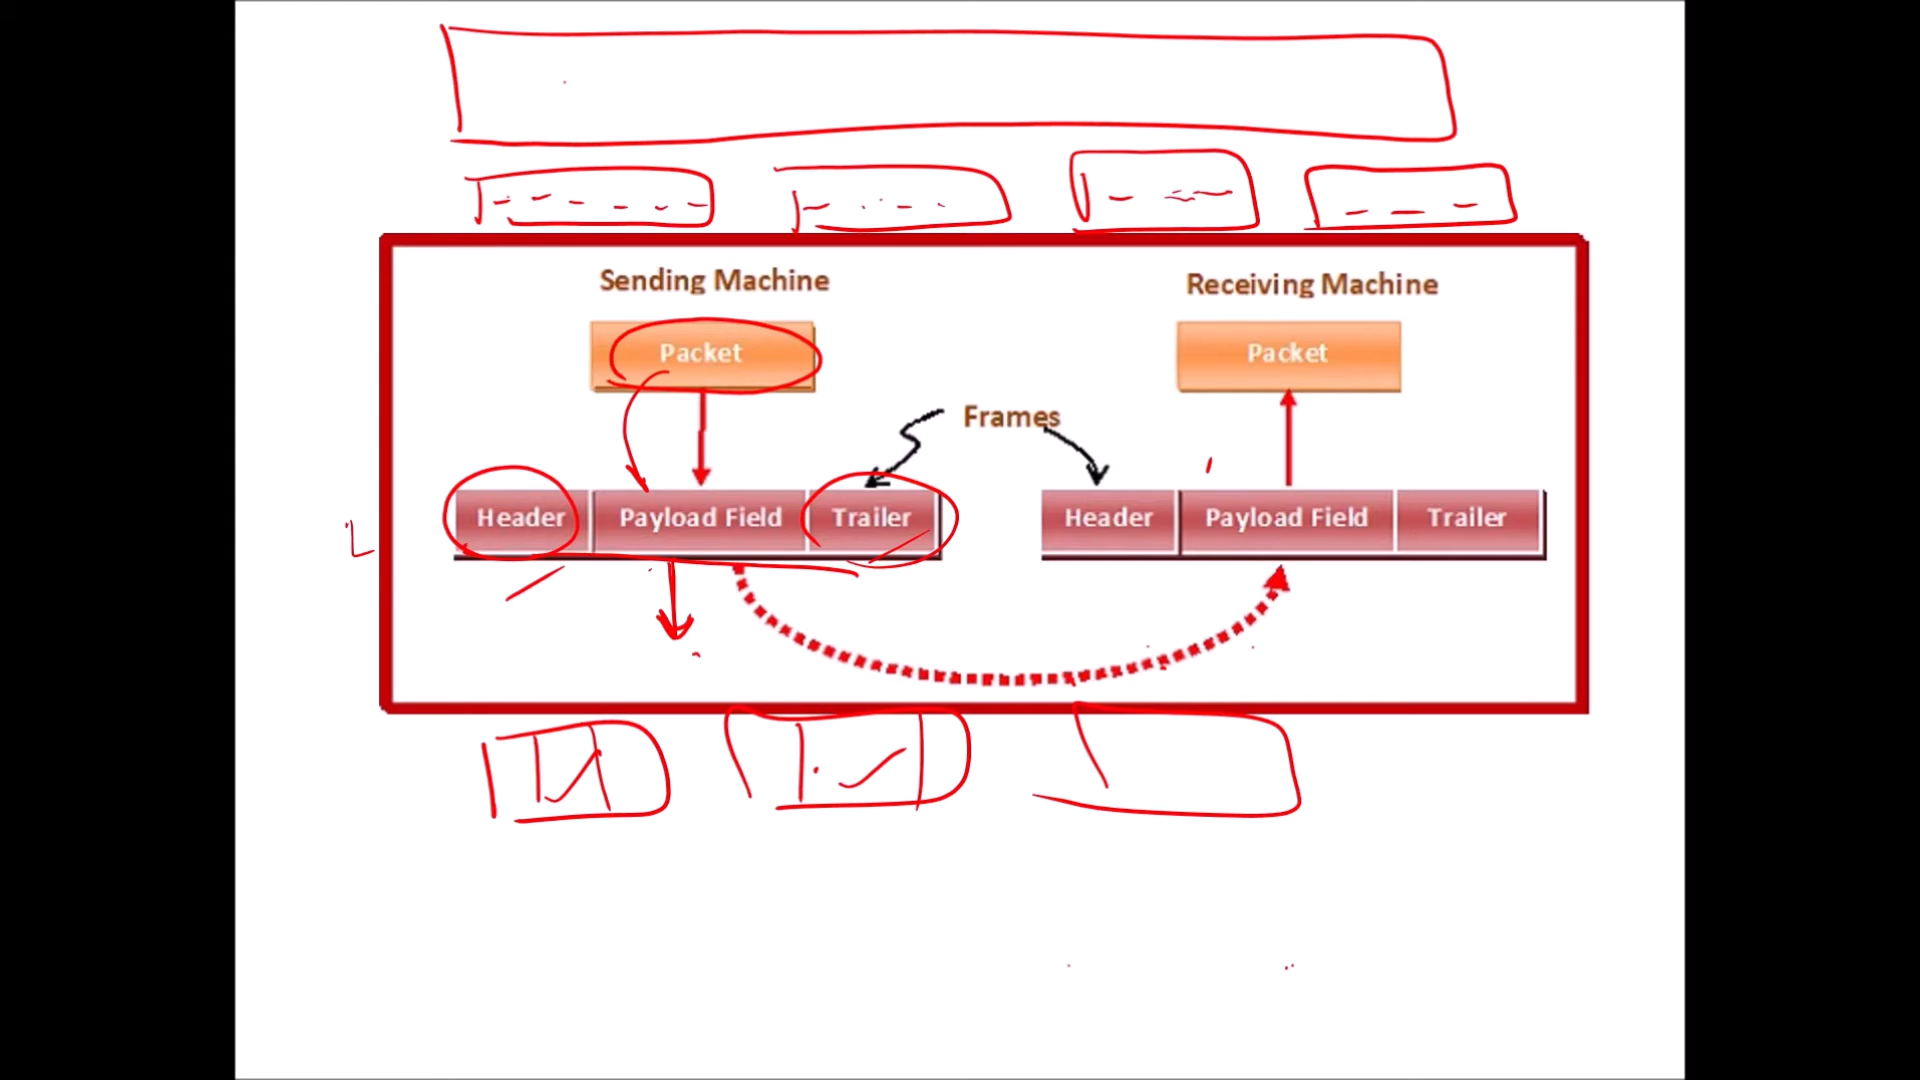 Sending Machine
Receiving Machine
Packet
Packet
Frames
Header
Payload Field
Trailer
Header
Payload Field
Trailer